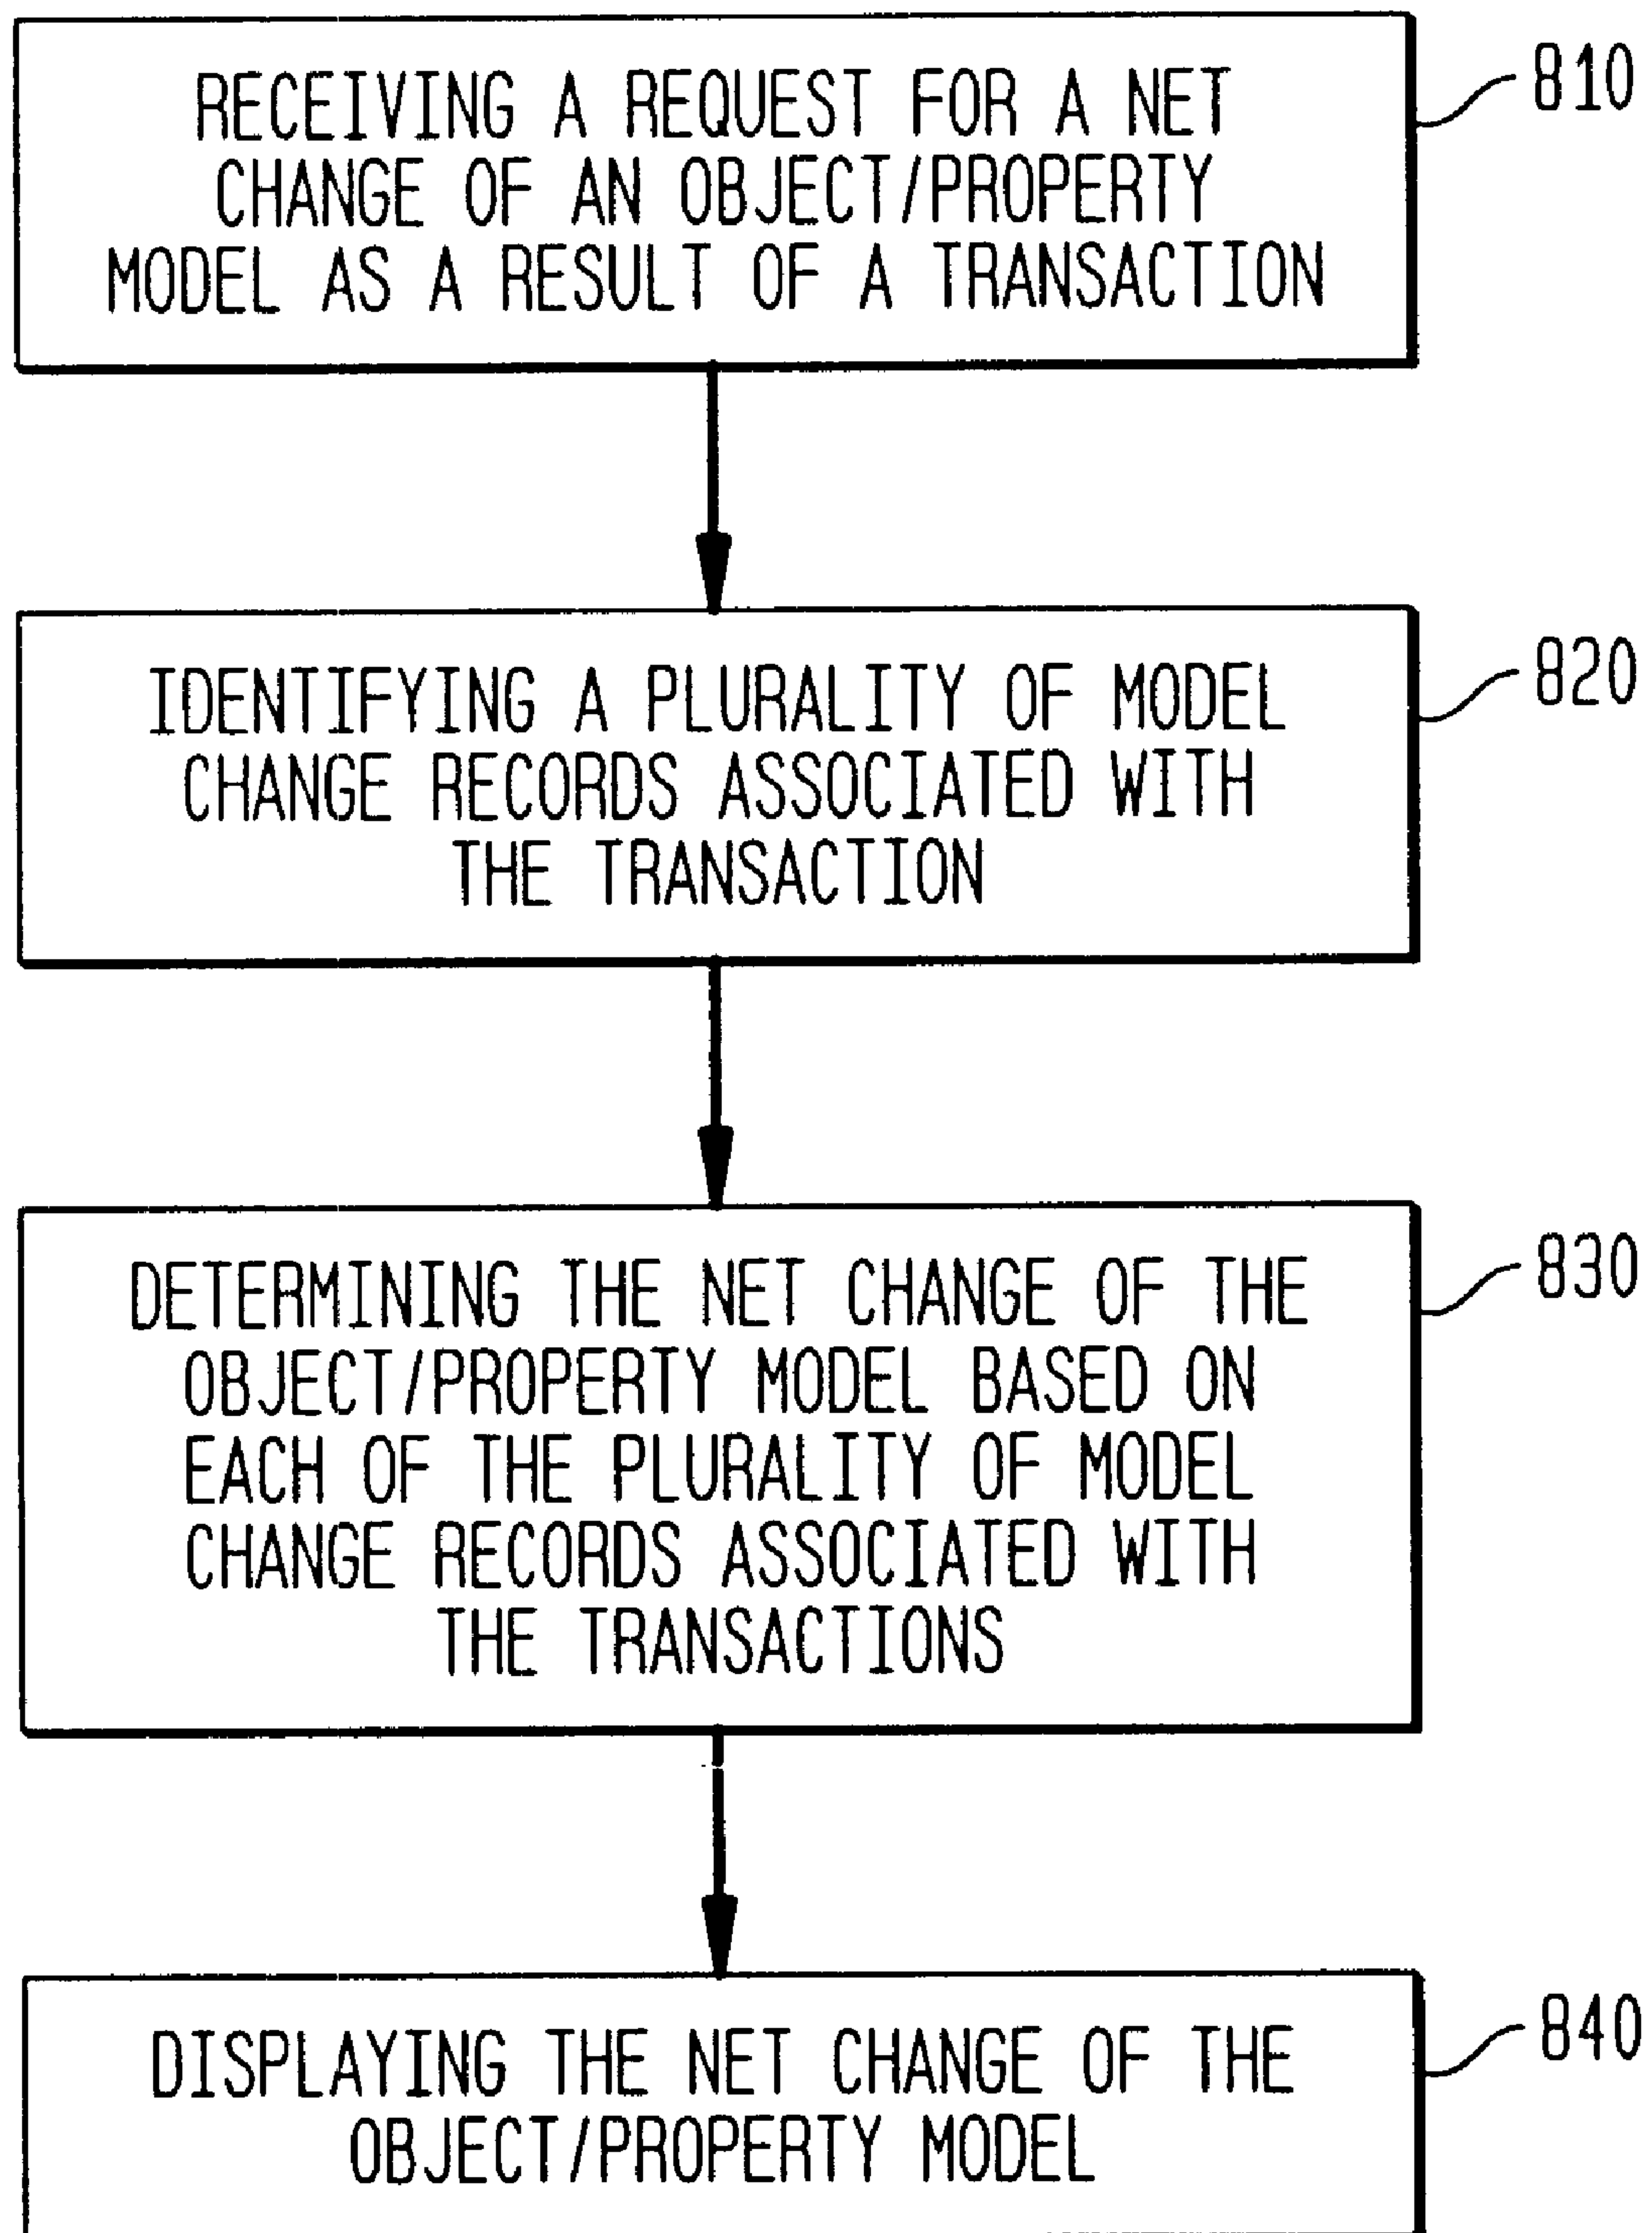 RECEIVING A REQUEST FOR A NET
CHANGE OF AN OBJECT/PROPERTY
MODEL AS A RESULT OF A TRANSACTION
810
IDENTIFYING A PLURALITY OF MODEL
CHANGE RECORDS ASSOCIATED WITH
THE TRANSACTION
820
DETERMINING THE NET CHANGE OF THE
OBJECT/PROPERTY MODEL BASED ON
EACH OF THE PLURALITY OF MODEL
CHANGE RECORDS ASSOCIATED WITH
THE TRANSACTIONS
830
DISPLAYING THE NET CHANGE OF THE
OBJECT/PROPERTY MODEL
840